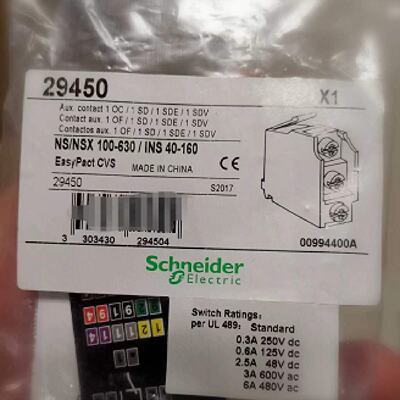 29450
X1
Aux. contact 1 OC / 1 SD / 1 SDE / 1 SDV
Contact aux. 1 OF / 1 SD / 1 SDE / 1 SDV
Contactos aux. 1 OF / 1 SD / 1 SDE / 1 SDV
NS/NSX 100-630 / INS 40-160
EasyPact CVS MADE IN CHINA CE
29450 S2017
3 303430 294504
00994400A
Schneider
Electric
Switch Ratings:
per UL 489: Standard
0.3A 250V dc
0.6A 125V dc
2.5A 48V dc
3A 600V ac
6A 480V ac